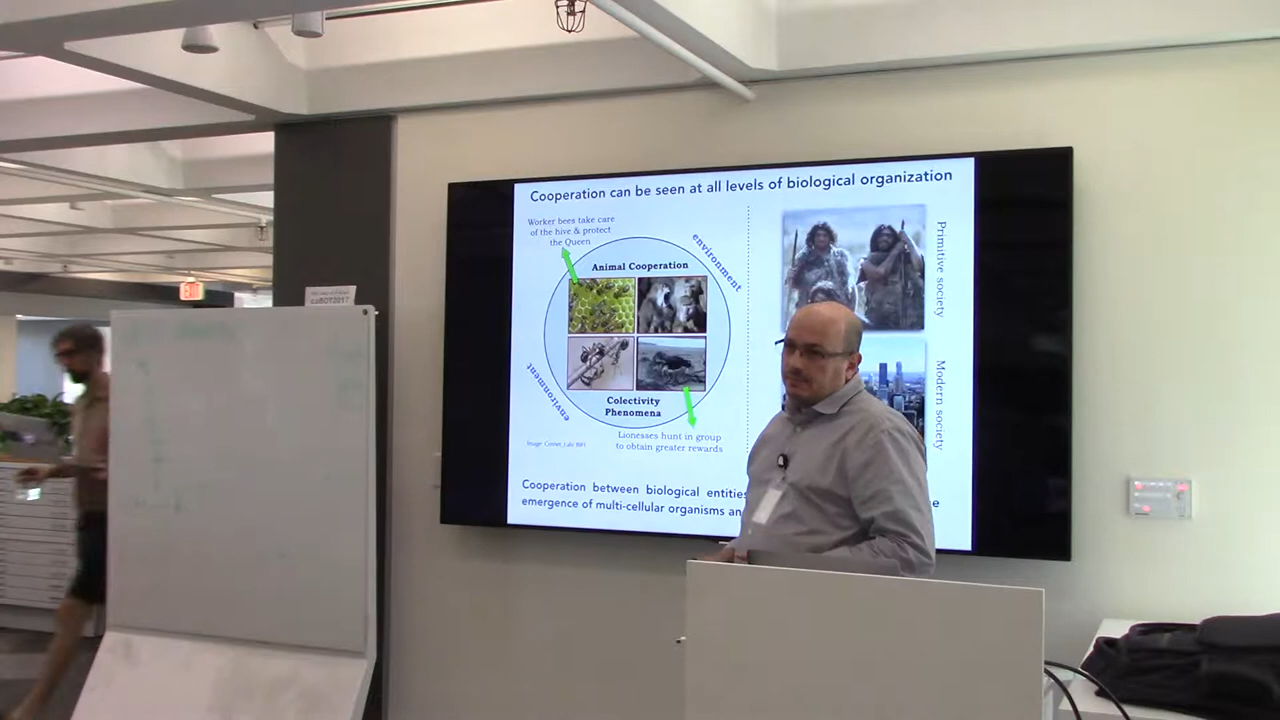 Cooperation can be seen at all levels of biological organization
Worker bees take care
of the hive & protect
the Queen
environment
Animal Cooperation
Primitive society
environment
Colectivity
Phenomena
Modern society
Lionesses hunt in group
to obtain greater rewards
Cooperation between biological entities
emergence of multi-cellular organisms an
e
EXIT
coBOT2017